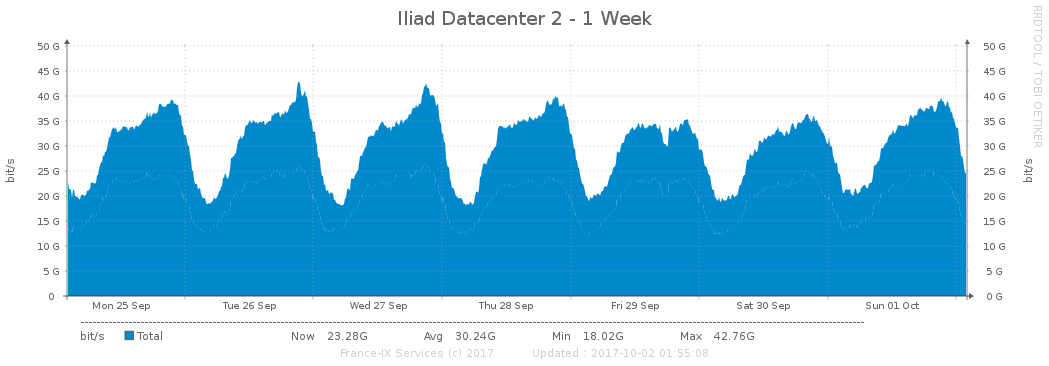 Iliad Datacenter 2 - 1 Week
RRDTOOL / TOBI OETIKER
bit/s
50 G 50 G
45 G 45 G
40 G 40 G
35 G 35 G
30 G 30 G
25 G 25 G
20 G 20 G
15 G 15 G
10 G 10 G
5 G 5 G
0 0 G
bit/s
Mon 25 Sep Tue 26 Sep Wed 27 Sep Thu 28 Sep Fri 29 Sep Sat 30 Sep Sun 01 Oct
bit/s Total Now 23.28G Avg 30.24G Min 18.02G Max 42.76G
France-IX Services (c) 2017 Updated : 2017-10-02 01:55:08